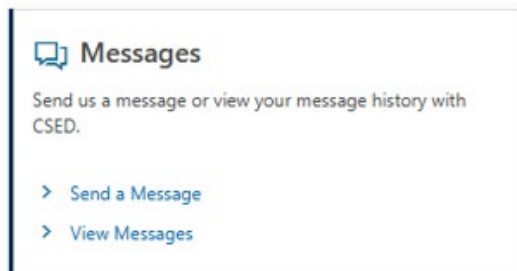 Messages
Send us a message or view your message history with
CSED.
Send a Message
View Messages